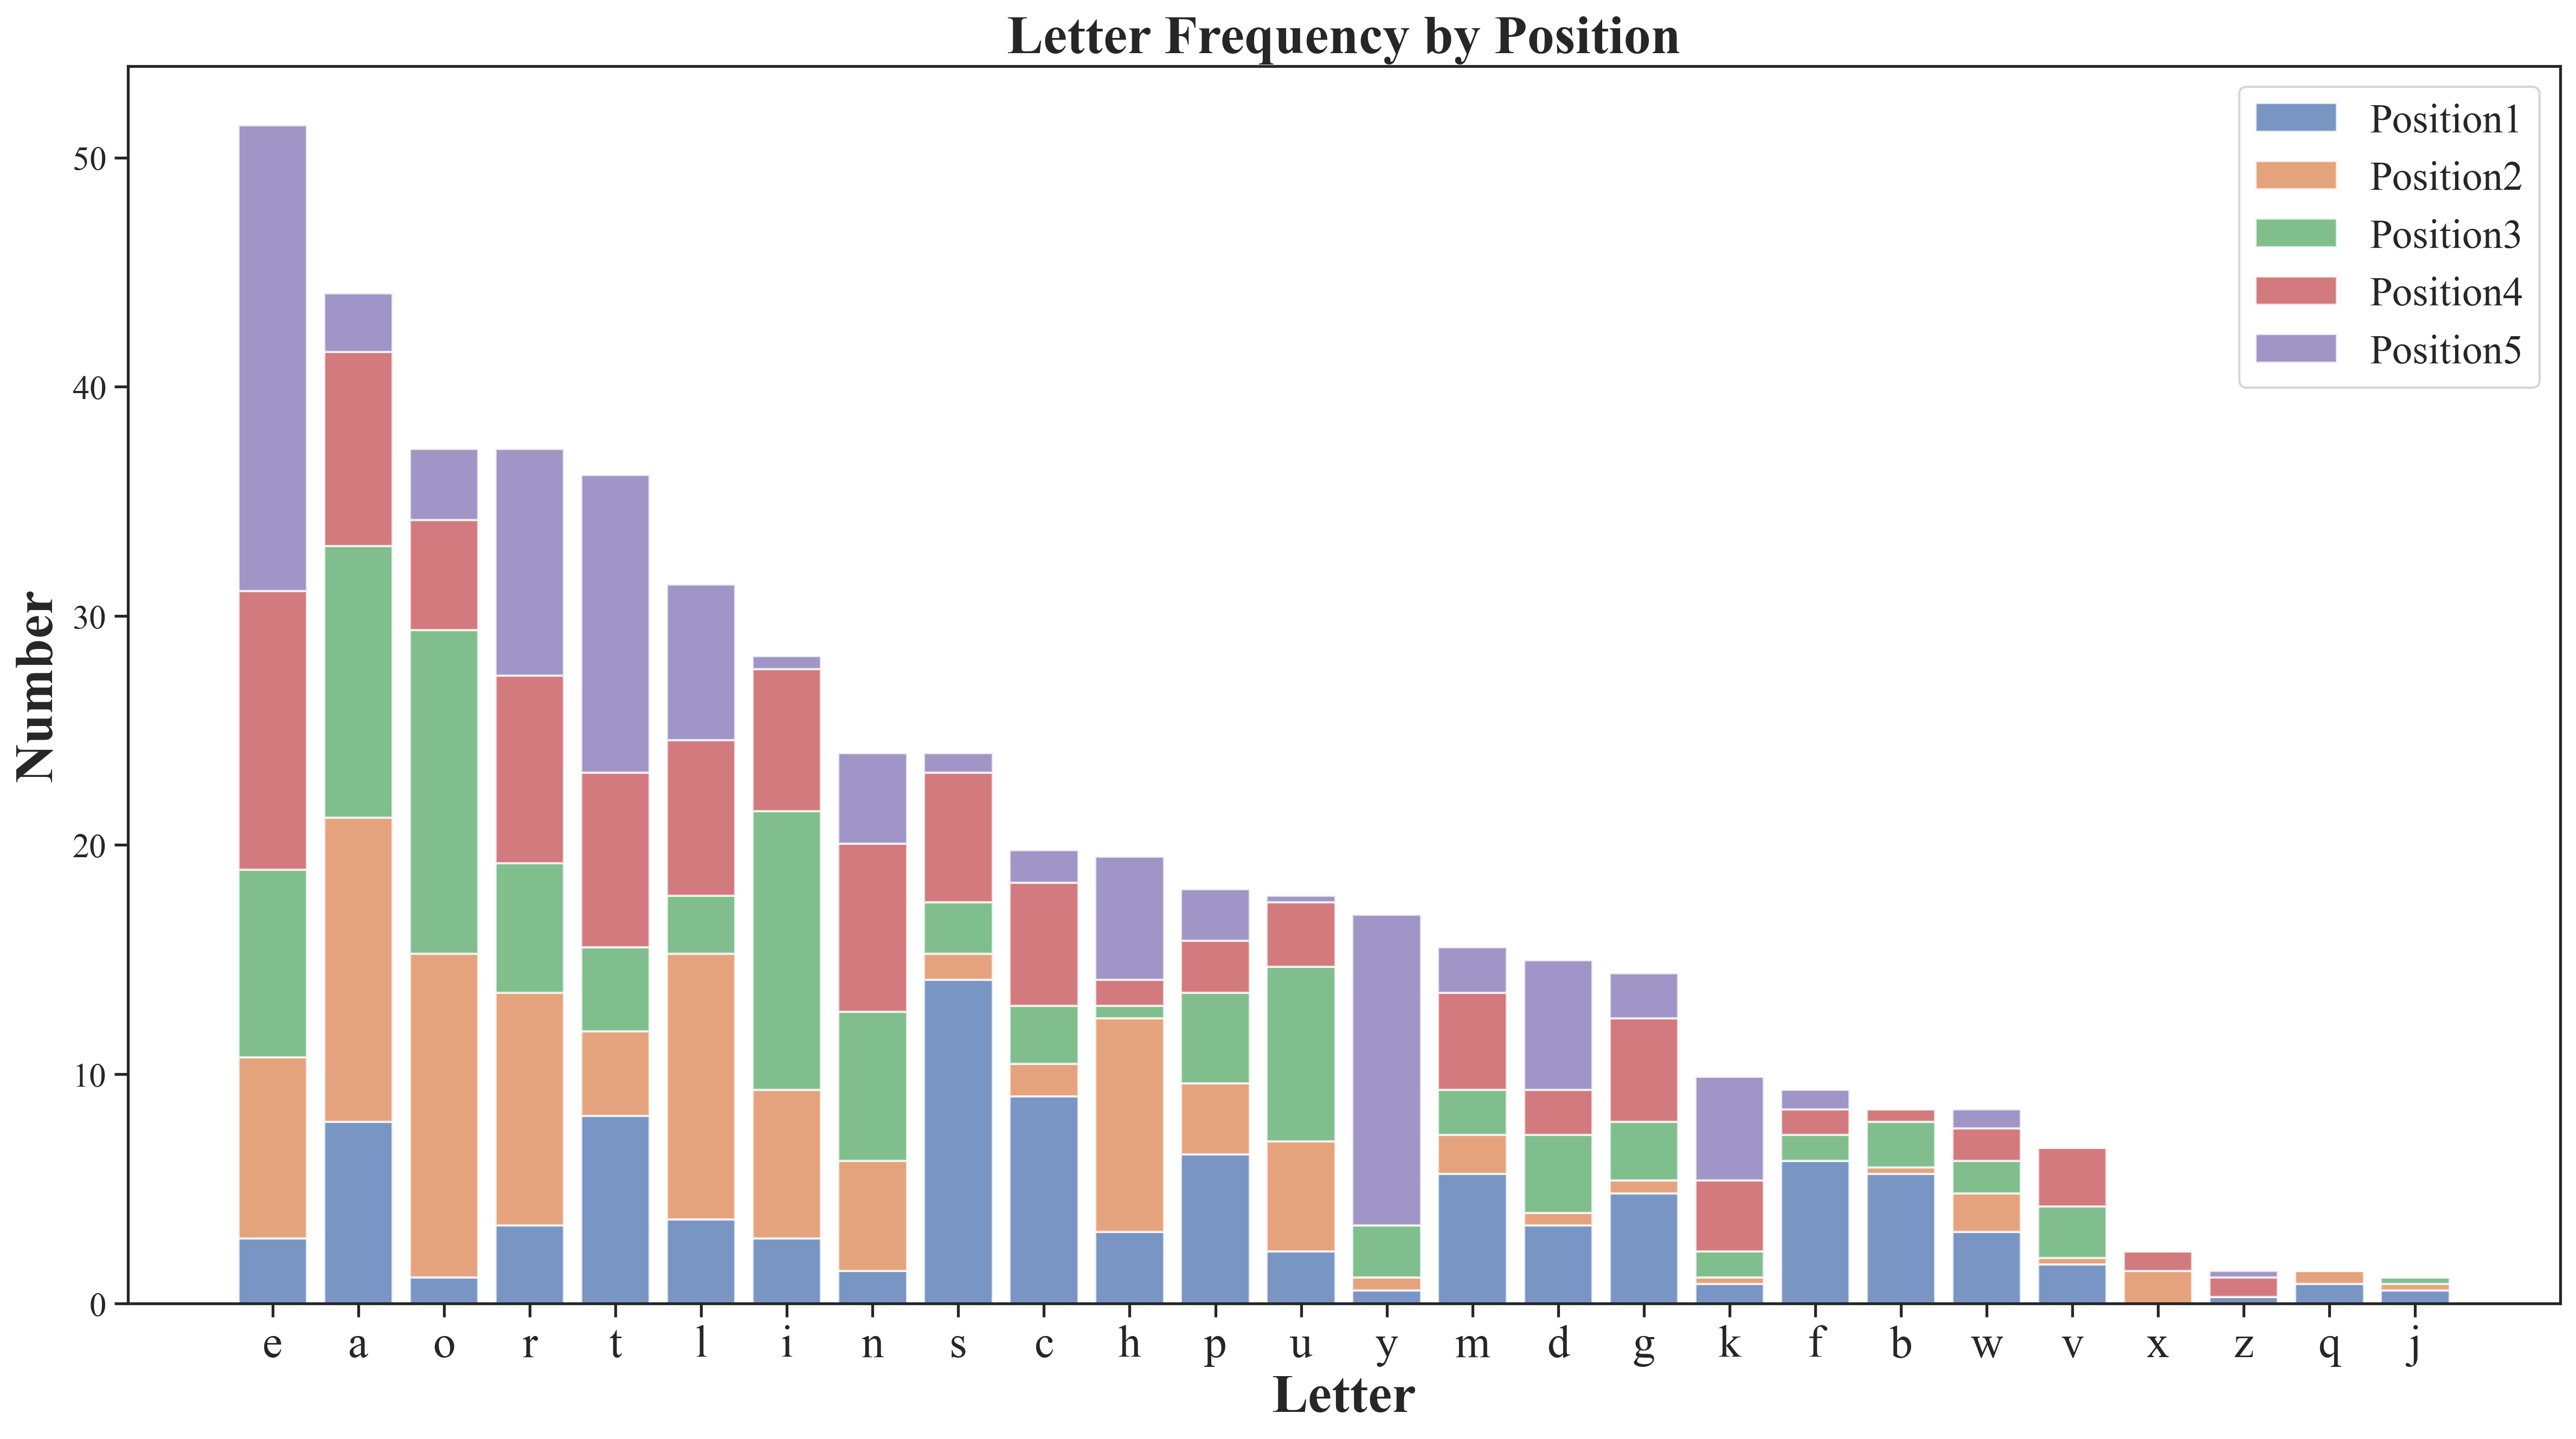 Letter Frequency by Position
Position1
Position2
Position3
Position4
Position5
Number
50
40
30
20
10
0
e a o r t l i n s c h p u y m d g k f b w v x z q j
Letter